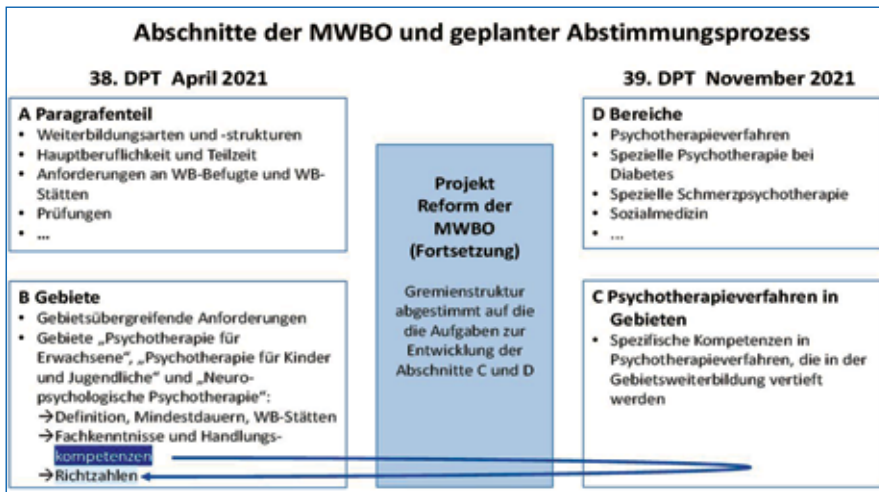 Abschnitte der MWBO und geplanter Abstimmungsprozess
38. DPT April 2021
A Paragrafenteil
• Weiterbildungsarten und -strukturen
• Hauptberuflichkeit und Teilzeit
• Anforderungen an WB-Befugte und WB-
Stätten
• Prüfungen
• ...
B Gebiete
• Gebietsübergreifende Anforderungen
• Gebiete „Psychotherapie für
Erwachsene", „Psychotherapie für Kinder
und Jugendliche" und „Neuro-
psychologische Psychotherapie":
→Definition, Mindestdauern, WB-Stätten
→Fachkenntnisse und Handlungs-
kompetenzen
→Richtzahlen
Projekt
Reform der
MWBO
(Fortsetzung)
Gremienstruktur
abgestimmt auf die
die Aufgaben zur
Entwicklung der
Abschnitte C und D
39. DPT November 2021
D Bereiche
• Psychotherapieverfahren
• Spezielle Psychotherapie bei
Diabetes
• Spezielle Schmerzpsychotherapie
• Sozialmedizin
• ...
C Psychotherapieverfahren in
Gebieten
• Spezifische Kompetenzen in
Psychotherapieverfahren, die in der
Gebietsweiterbildung vertieft
werden